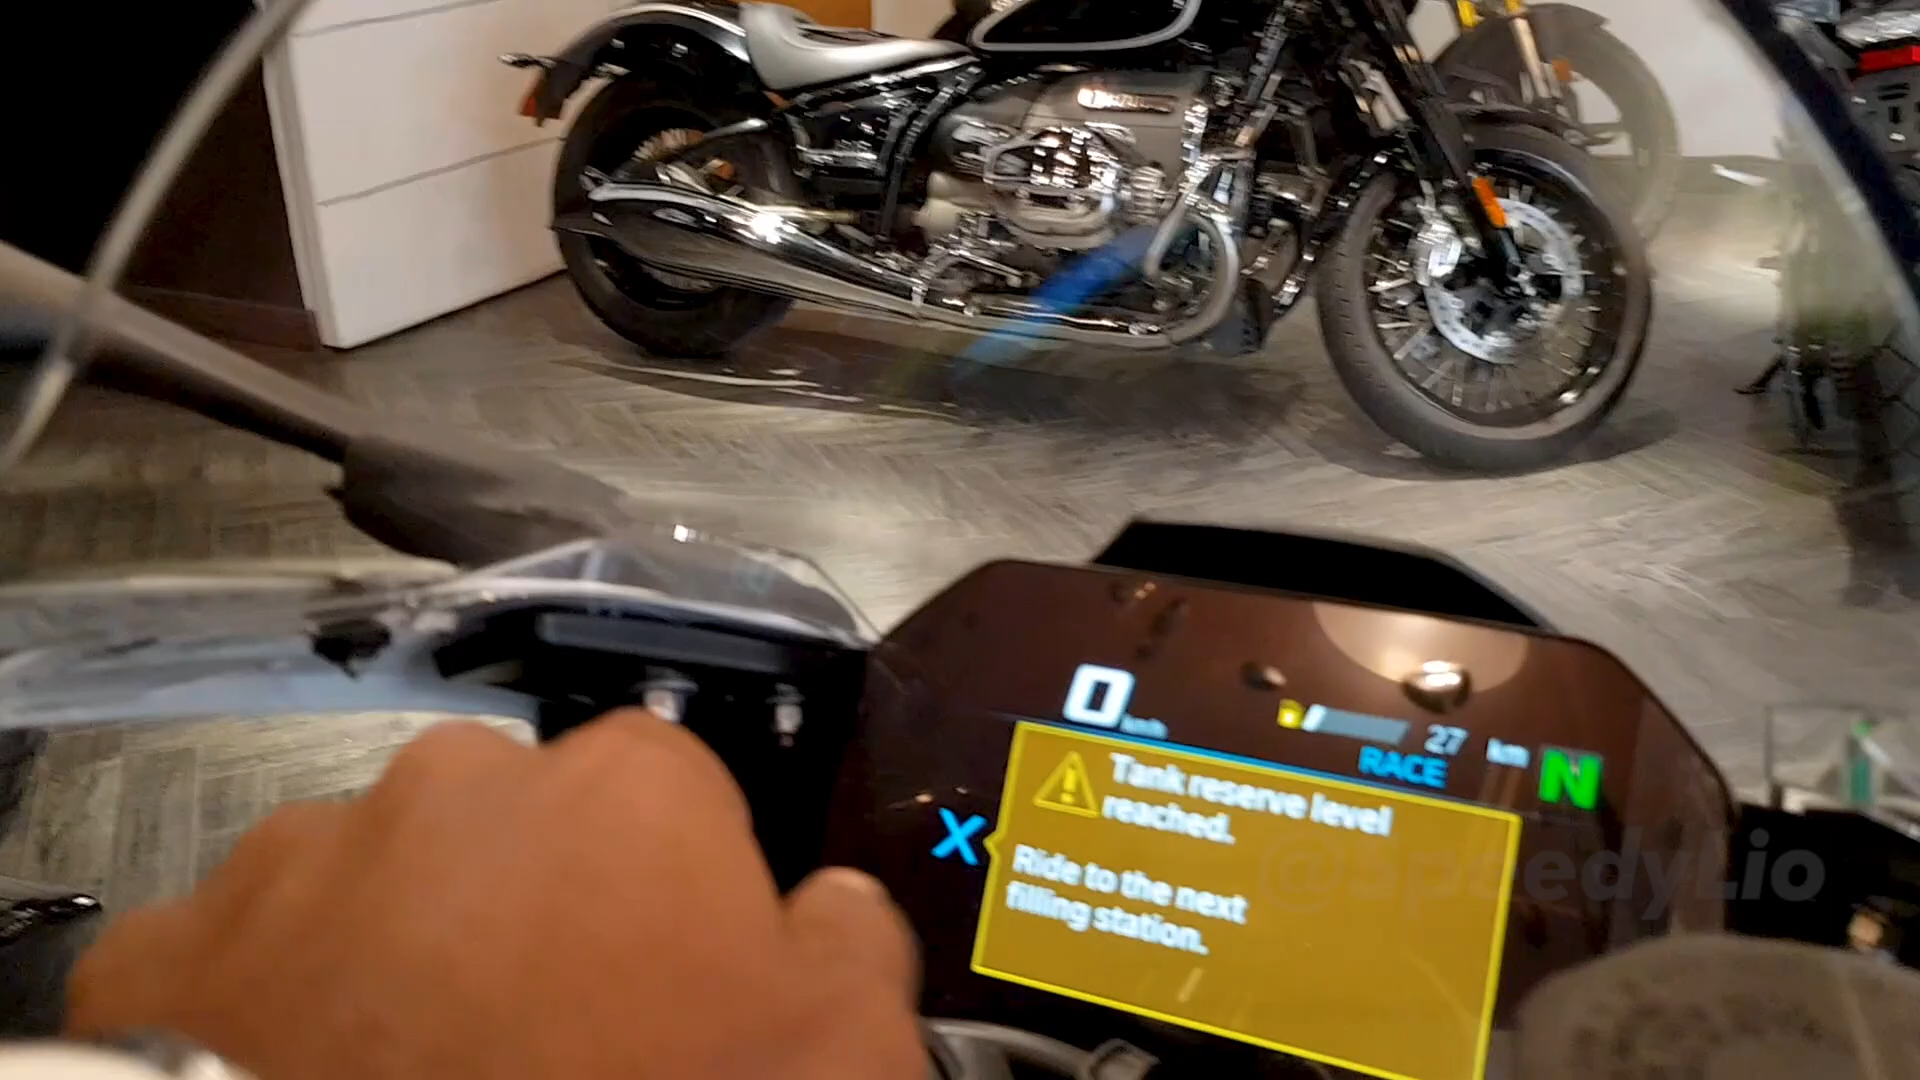 0 km/h
27 km
RACE
N
Tank reserve level
reached.
X
Ride to the next
filling station.
@SpeedyLio